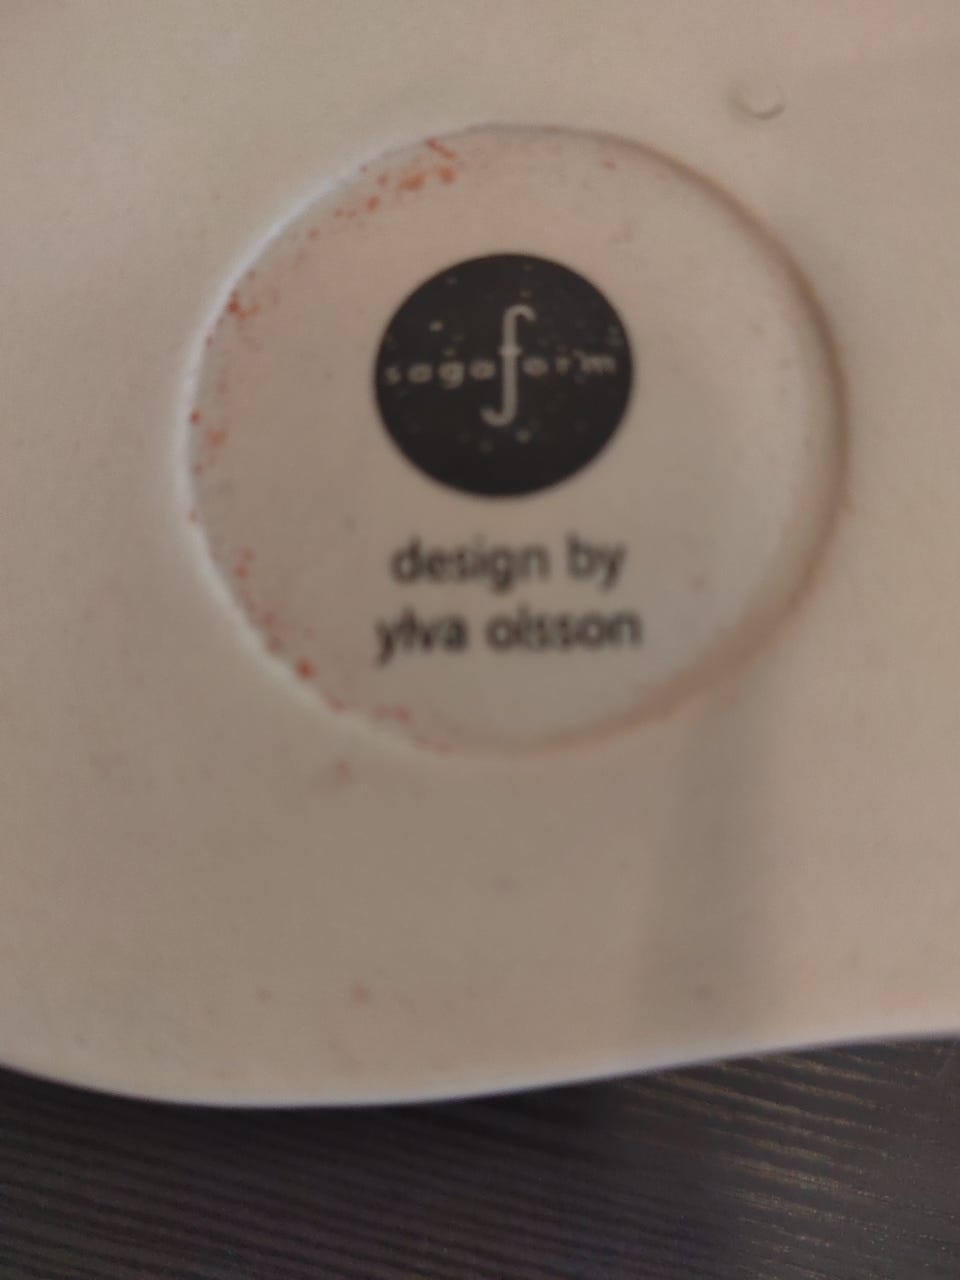 sagaform
design by
ylva olsson